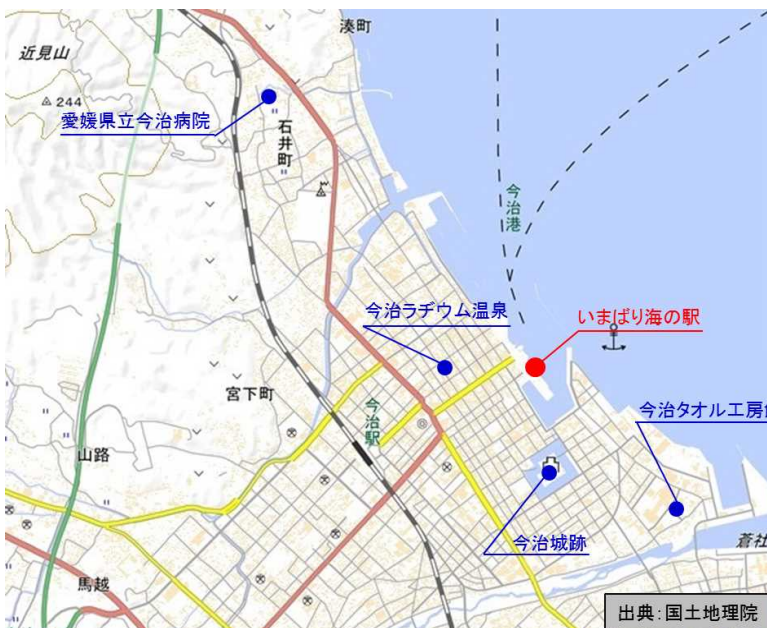 湊町
近見山
244
愛媛県立今治病院
石井町
今治港
今治ラヂウム温泉
いまばり海の駅
宮下町
今治駅
今治タオル工房館
山路
今治城跡
蒼社
馬越
出典：国土地理院